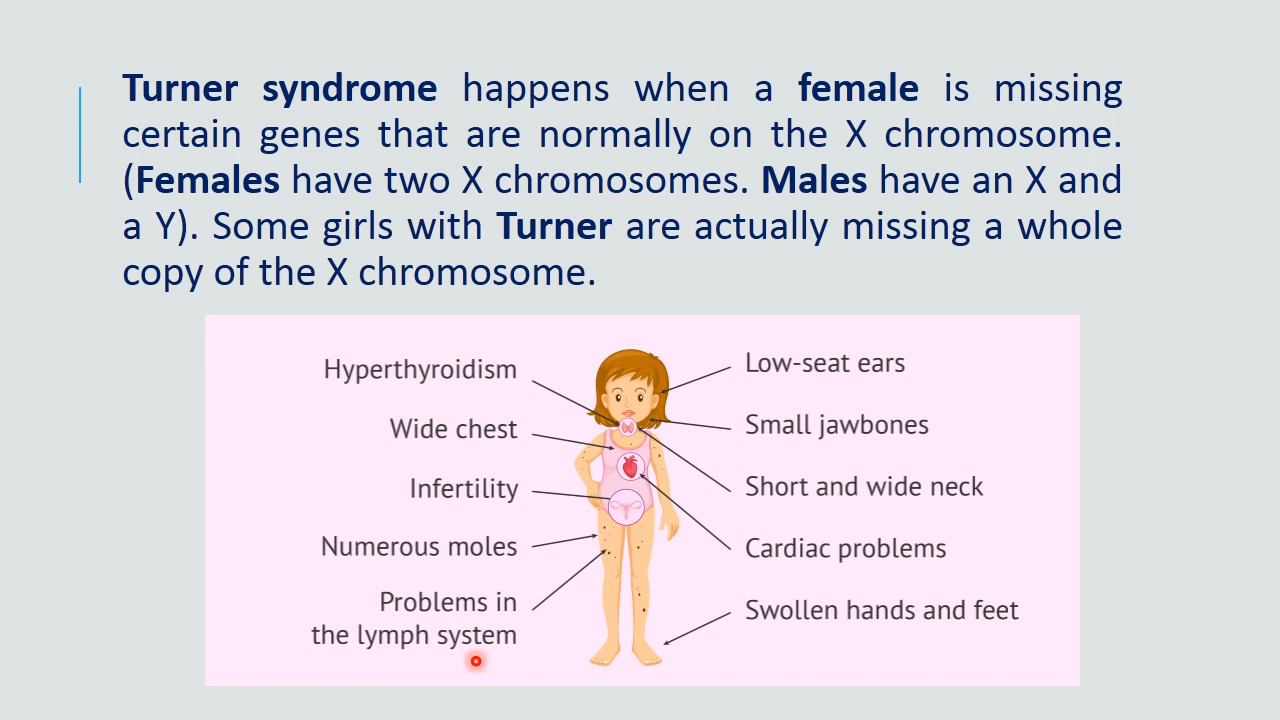 Turner syndrome happens when a female is missing
certain genes that are normally on the X chromosome.
(Females have two X chromosomes. Males have an X and
a Y). Some girls with Turner are actually missing a whole
copy of the X chromosome.
Hyperthyroidism
Wide chest
Infertility
Numerous moles
Problems in
the lymph system
Low-seat ears
Small jawbones
Short and wide neck
Cardiac problems
Swollen hands and feet